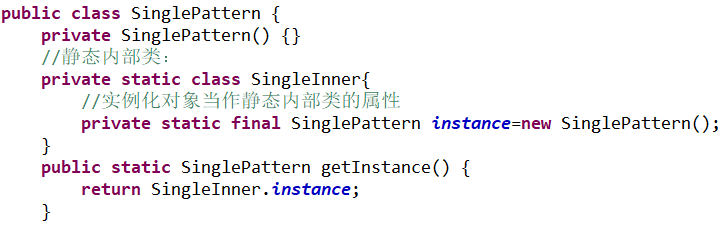 public class SinglePattern {
    private SinglePattern() {}
    //静态内部类：
    private static class SingleInner{
        //实例化对象当作静态内部类的属性
        private static final SinglePattern instance=new SinglePattern();
    }
    public static SinglePattern getInstance() {
        return SingleInner.instance;
    }